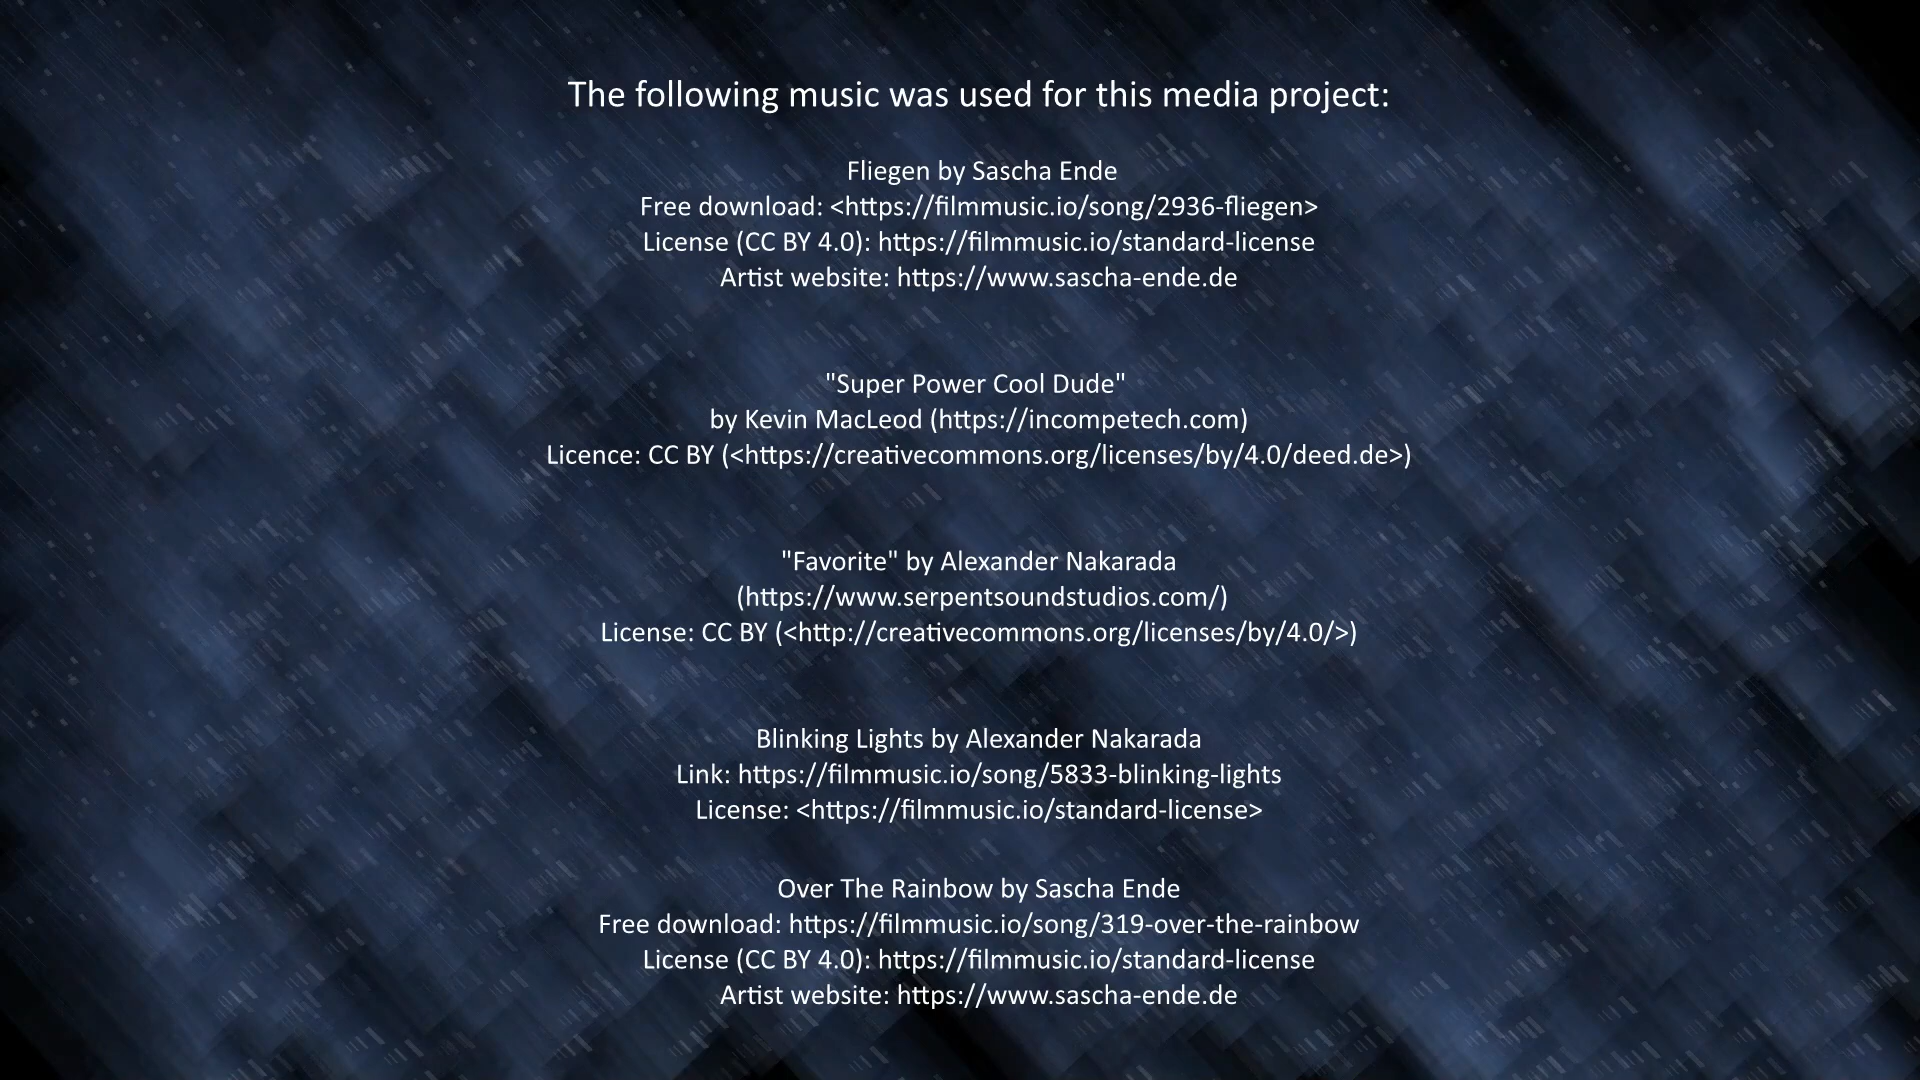 The following music was used for this media project:
Fliegen by Sascha Ende
Free download: <https://filmmusic.io/song/2936-fliegen>
License (CC BY 4.0): https://filmmusic.io/standard-license
Artist website: https://www.sascha-ende.de
"Super Power Cool Dude"
by Kevin MacLeod (https://incompetech.com)
Licence: CC BY (<https://creativecommons.org/licenses/by/4.0/deed.de>)
"Favorite" by Alexander Nakarada
(https://www.serpentsoundstudios.com/)
License: CC BY (<http://creativecommons.org/licenses/by/4.0/>)
Blinking Lights by Alexander Nakarada
Link: https://filmmusic.io/song/5833-blinking-lights
License: <https://filmmusic.io/standard-license>
Over The Rainbow by Sascha Ende
Free download: https://filmmusic.io/song/319-over-the-rainbow
License (CC BY 4.0): https://filmmusic.io/standard-license
Artist website: https://www.sascha-ende.de